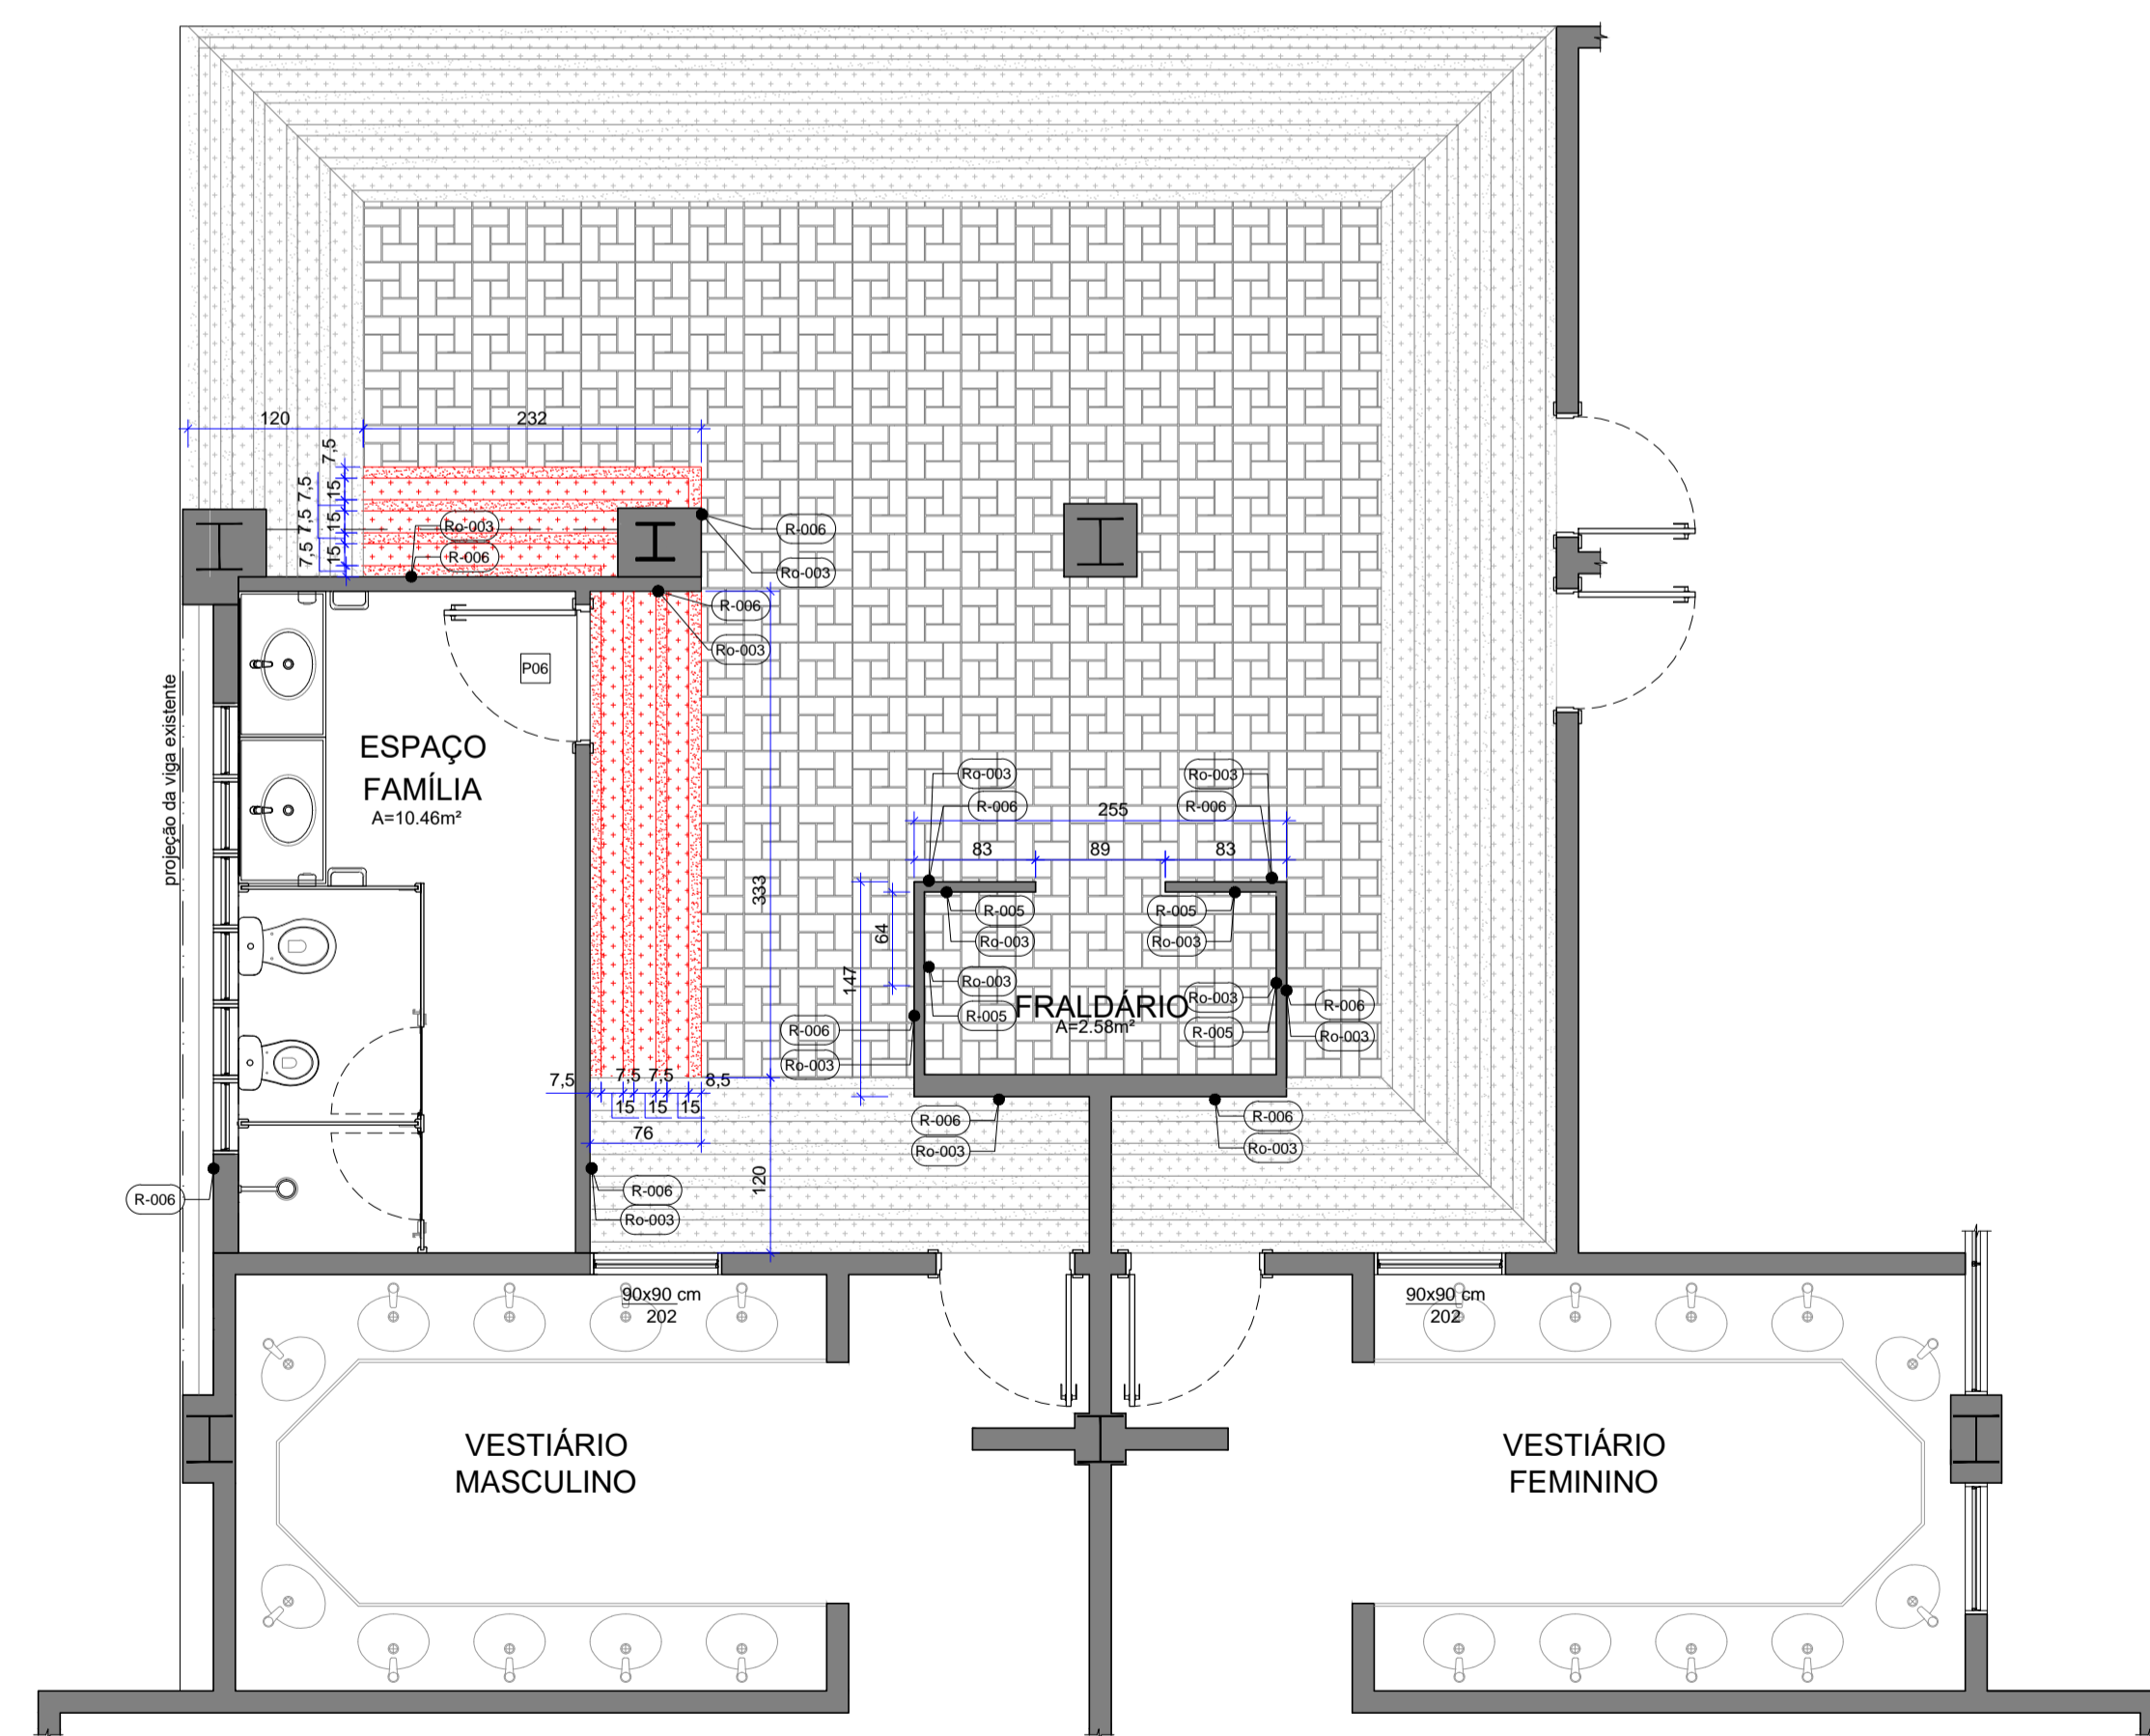 120
232
7,5
7,5
15
7,5
15
7,5
15
Ro-003
R-006
R-006
Ro-003
R-006
Ro-003
P06
projeção da viga existente
ESPAÇO
FAMÍLIA
A=10.46m²
Ro-003
R-006
Ro-003
R-006
255
83
89
83
333
147
64
R-005
Ro-003
R-005
Ro-003
Ro-003
R-005
FRALDÁRIO
A=2.58m²
Ro-003
R-005
R-006
Ro-003
R-006
Ro-003
7,5
7,5
7,5
8,5
15
15
15
76
120
R-006
Ro-003
R-006
Ro-003
R-006
R-006
Ro-003
90x90 cm
202
90x90 cm
202
VESTIÁRIO
MASCULINO
VESTIÁRIO
FEMININO